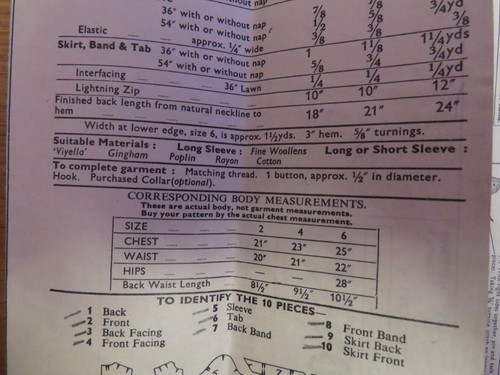 36" with or without nap 7/8 5/8 3/4yd
54" with or without nap 1/2 5/8 3/8
Elastic approx. 1/4" wide 3/8 3/8 3/8
Skirt, Band & Tab 36" with or without nap 1 1 1/8 1 1/4yds
54" with or without nap 5/8 3/4 3/4yd
Interfacing 36" Lawn 1/4 1/4 1/4yd
Lightning Zip 10" 10" 12"
Finished back length from natural neckline to
hem 18" 21" 24"
Width at lower edge, size 6, is approx. 1 1/2yds. 3" hem. 5/8" turnings.
Suitable Materials : Long Sleeve : Fine Woollens Long or Short Sleeve :
'Viyella' Gingham Poplin Rayon Cotton
To complete garment : Matching thread. 1 button, approx. 1/2" in diameter.
Hook. Purchased Collar(optional).
CORRESPONDING BODY MEASUREMENTS.
These are actual body, not garment measurements.
Buy your pattern by the actual chest measurement.
SIZE 2 4 6
CHEST 21" 23" 25"
WAIST 20" 21" 22"
HIPS — — 28"
Back Waist Length 8 1/2" 9 1/2" 10 1/2"
TO IDENTIFY THE 10 PIECES—
1 Back
2 Front
3 Back Facing
4 Front Facing
5 Sleeve
6 Tab
7 Back Band
8 Front Band
9 Skirt Back
10 Skirt Front